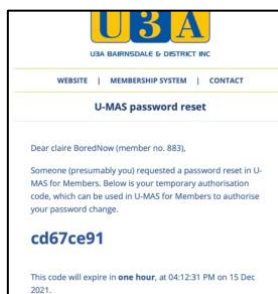 U3A
U3A BAIRNSDALE & DISTRICT INC
WEBSITE | MEMBERSHIP SYSTEM | CONTACT
U-MAS password reset
Dear claire BoredNow (member no. 883),
Someone (presumably you) requested a password reset in U-
MAS for Members. Below is your temporary authorisation
code, which can be used in U-MAS for Members to authorise
your password change.
cd67ce91
This code will expire in one hour, at 04:12:31 PM on 15 Dec
2021.